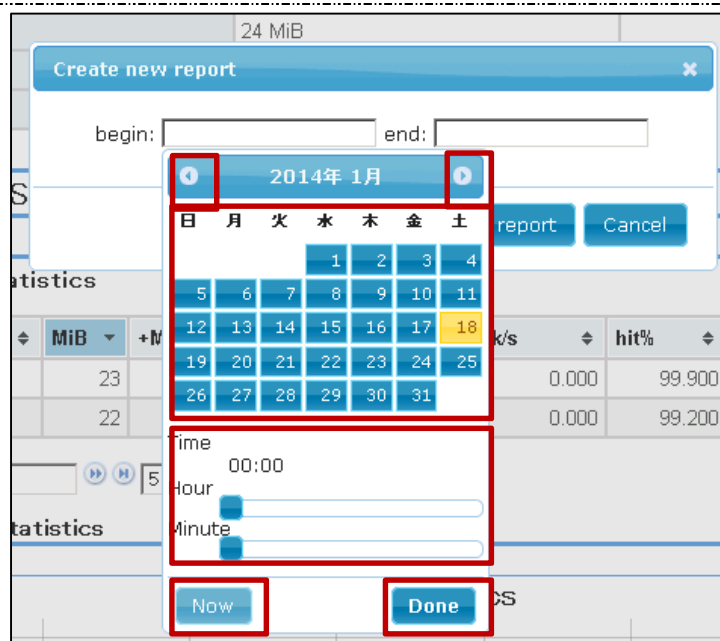 24 MiB
Create new report
begin: end:
2014年 1月
日 月 火 水 木 金 土
report Cancel
1 2 3 4
5 6 7 8 9 10 11
12 13 14 15 16 17 18
19 20 21 22 23 24 25
26 27 28 29 30 31
atistics
MiB +M k/s hit%
23 0.000 99.900
22 0.000 99.200
Time
00:00
5
Hour
Minute
tatistics
Now Done
cs